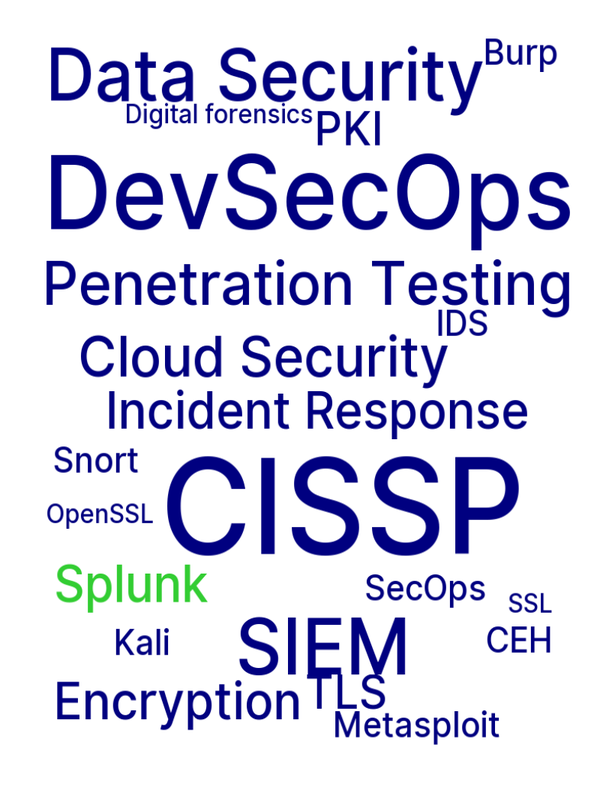 Data Security
Burp
Digital forensics
PKI
DevSecOps
Penetration Testing
IDS
Cloud Security
Incident Response
Snort
CISSP
OpenSSL
Splunk
SecOps
SSL
Kali
SIEM
CEH
Encryption
TLS
Metasploit